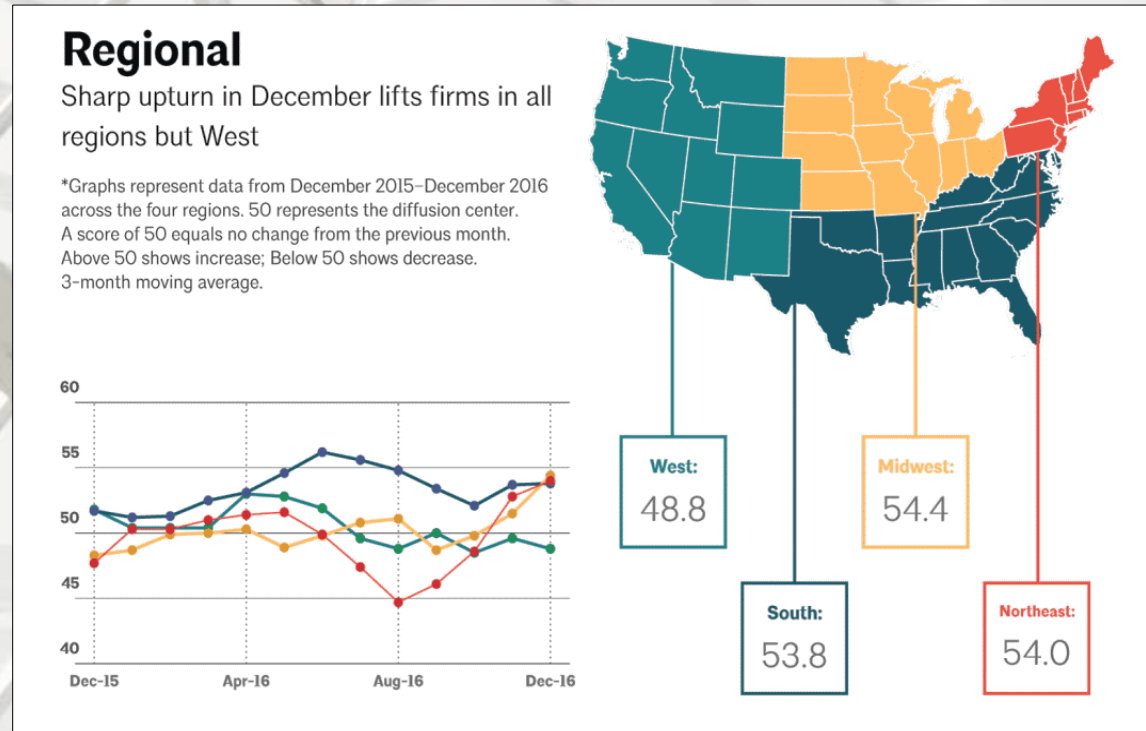 Regional
Sharp upturn in December lifts firms in all
regions but West
*Graphs represent data from December 2015–December 2016
across the four regions. 50 represents the diffusion center.
A score of 50 equals no change from the previous month.
Above 50 shows increase; Below 50 shows decrease.
3-month moving average.
60
55
50
45
40
Dec-15
Apr-16
Aug-16
Dec-16
West:
48.8
Midwest:
54.4
South:
53.8
Northeast:
54.0